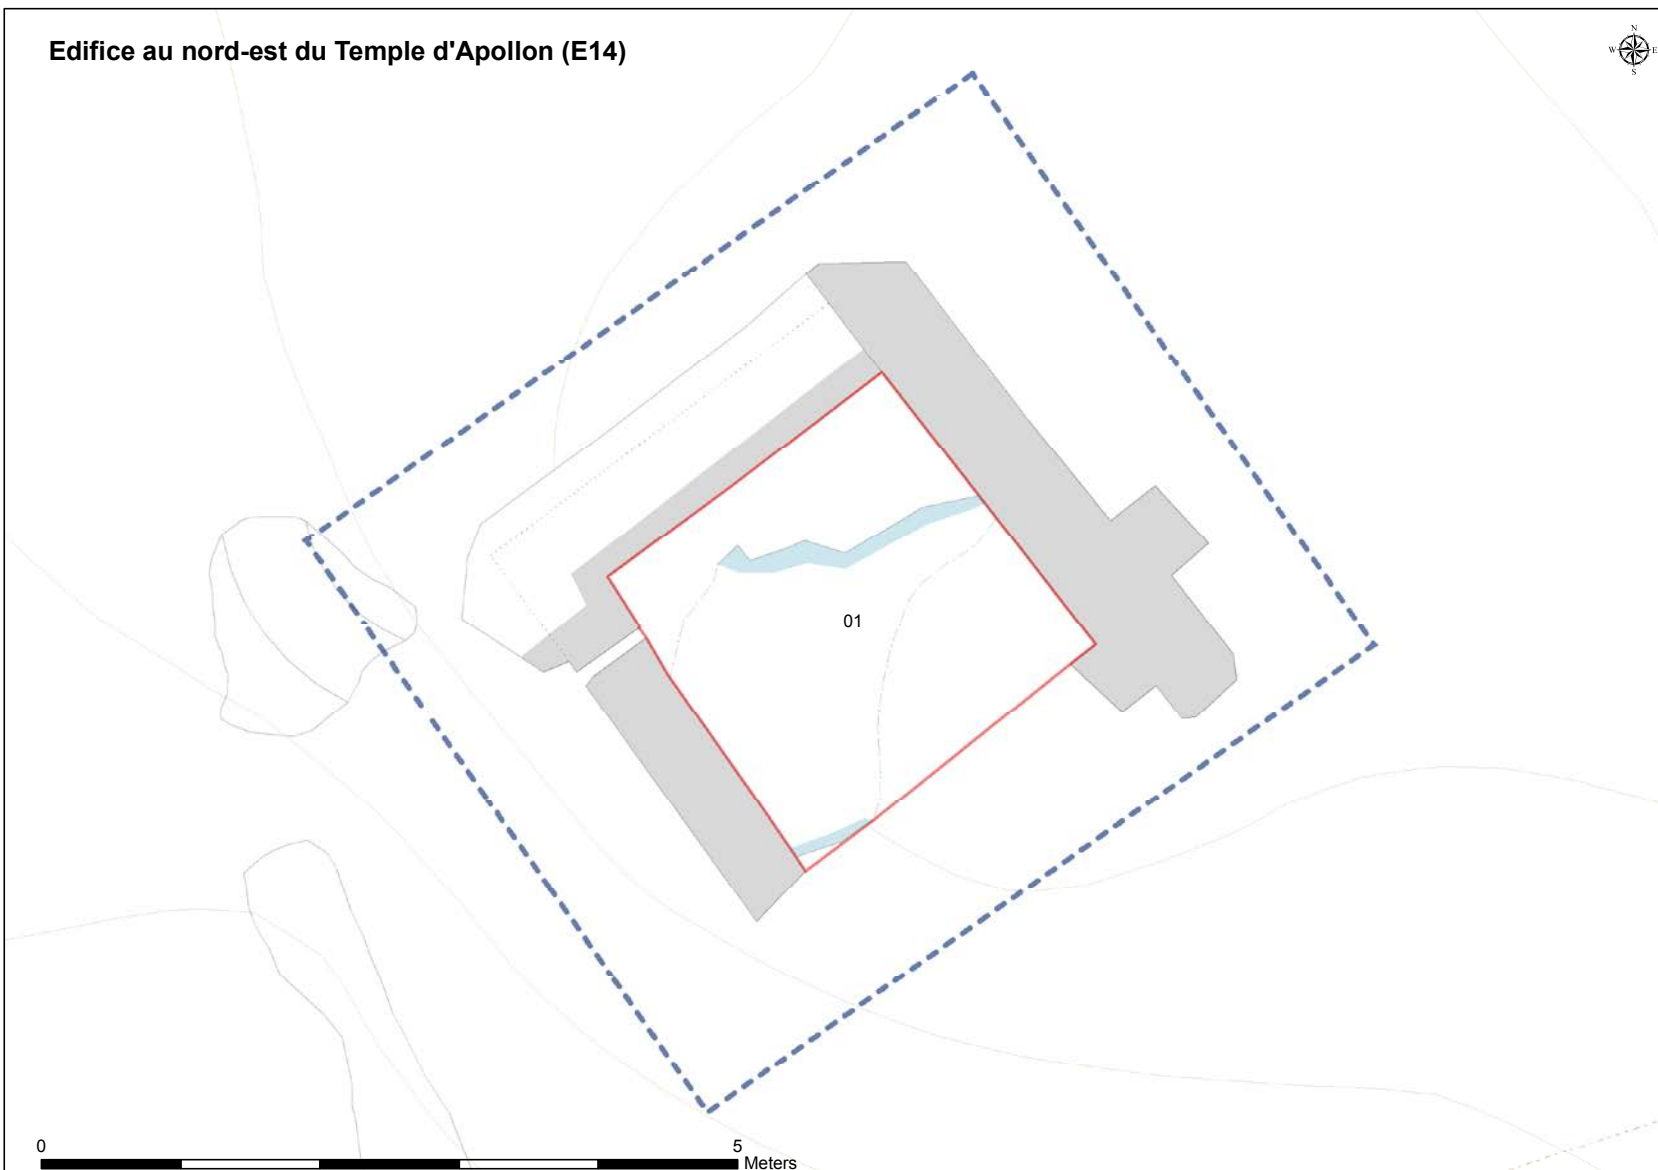 Edifice au nord-est du Temple d'Apollon (E14)
N
W E
S
01
0 5
Meters